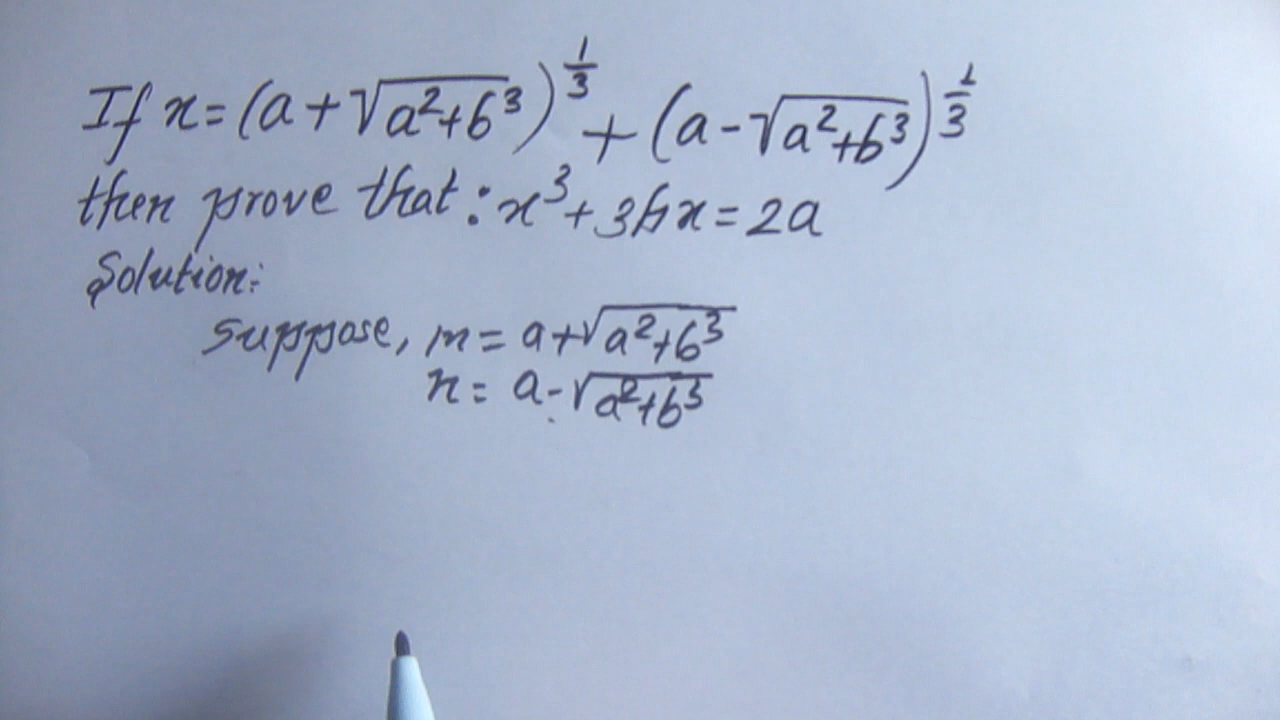 If x = (a + √(a² + b³))^(1/3) + (a - √(a² + b³))^(1/3)
then prove that: x³ + 3bx = 2a
Solution:
suppose, m = a + √(a² + b³)
n = a - √(a² + b³)